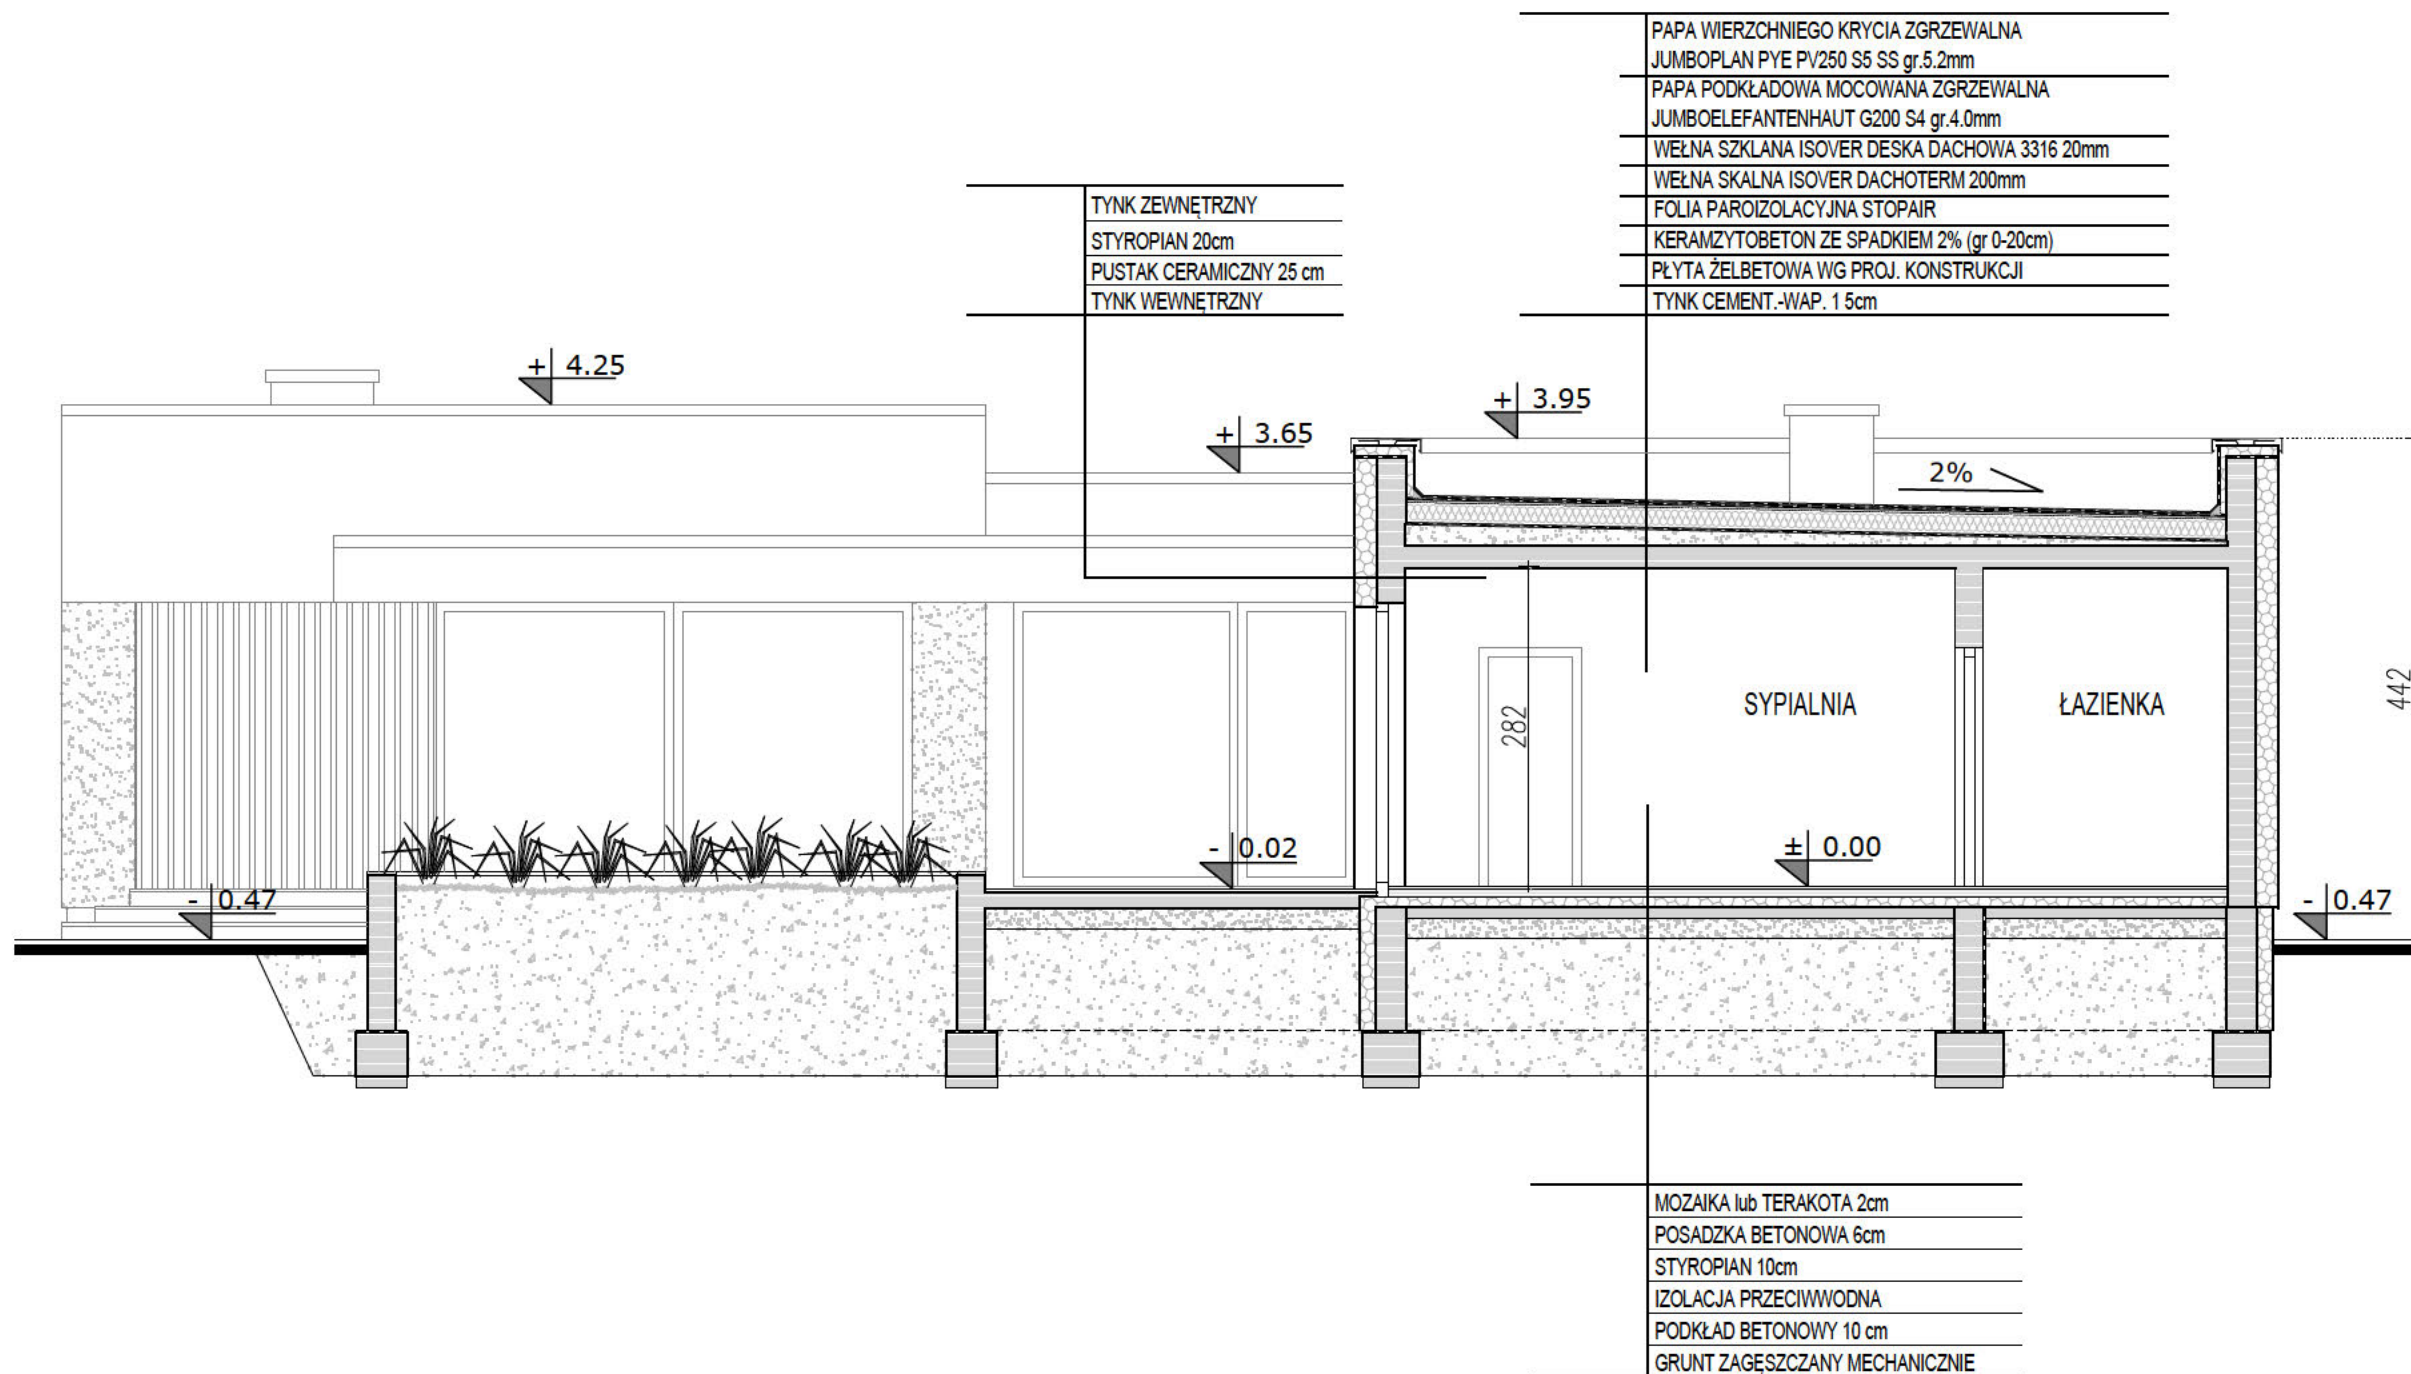 PAPA WIERZCHNIEGO KRYCIA ZGRZEWALNA
JUMBOPLAN PYE PV250 S5 SS gr.5.2mm
PAPA PODKŁADOWA MOCOWANA ZGRZEWALNA
JUMBOELEFANTENHAUT G200 S4 gr.4.0mm
WEŁNA SZKLANA ISOVER DESKA DACHOWA 3316 20mm
WEŁNA SKALNA ISOVER DACHOTERM 200mm
FOLIA PAROIZOLACYJNA STOPAIR
KERAMZYTOBETON ZE SPADKIEM 2% (gr 0-20cm)
PŁYTA ŻELBETOWA WG PROJ. KONSTRUKCJI
TYNK CEMENT.-WAP. 1 5cm
TYNK ZEWNĘTRZNY
STYROPIAN 20cm
PUSTAK CERAMICZNY 25 cm
TYNK WEWNĘTRZNY
+ 4.25
+ 3.65
+ 3.95
2%
282
SYPIALNIA
ŁAZIENKA
442
- 0.47
- 0.02
± 0.00
- 0.47
MOZAIKA lub TERAKOTA 2cm
POSADZKA BETONOWA 6cm
STYROPIAN 10cm
IZOLACJA PRZECIWWODNA
PODKŁAD BETONOWY 10 cm
GRUNT ZAGĘSZCZANY MECHANICZNIE